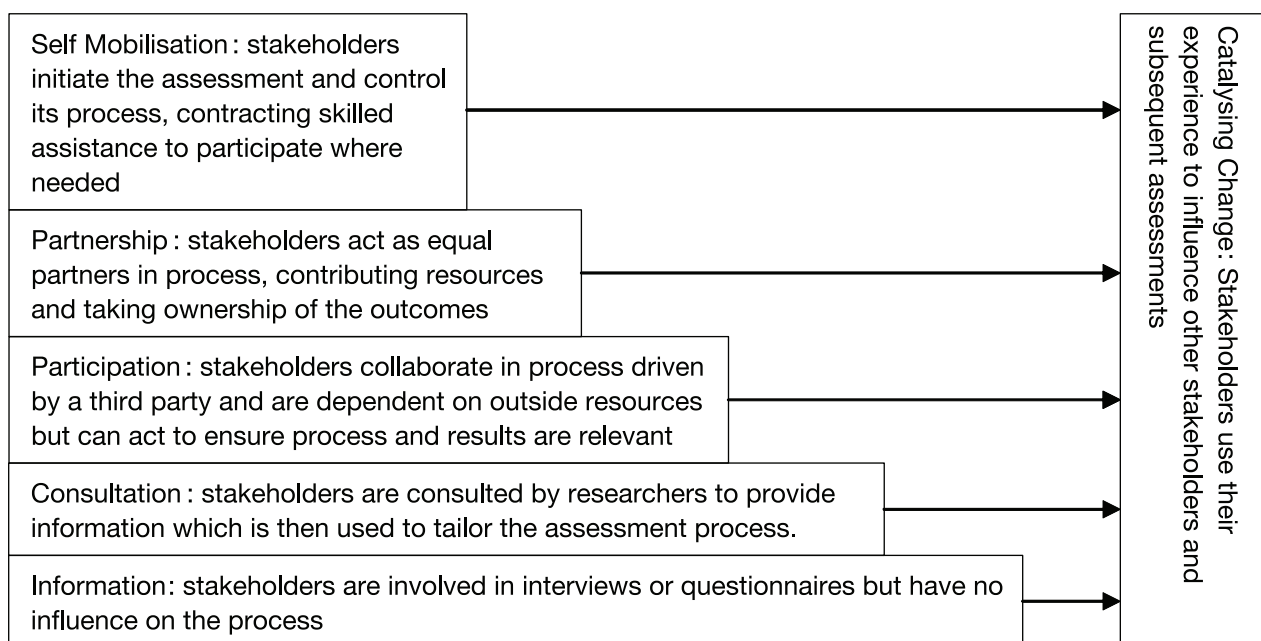 Self Mobilisation : stakeholders
initiate the assessment and control
its process, contracting skilled
assistance to participate where
needed
Partnership : stakeholders act as equal
partners in process, contributing resources
and taking ownership of the outcomes
Participation : stakeholders collaborate in process driven
by a third party and are dependent on outside resources
but can act to ensure process and results are relevant
Consultation : stakeholders are consulted by researchers to provide
information which is then used to tailor the assessment process.
Information: stakeholders are involved in interviews or questionnaires but have no
influence on the process
Catalysing Change: Stakeholders use their
experience to influence other stakeholders and
subsequent assessments